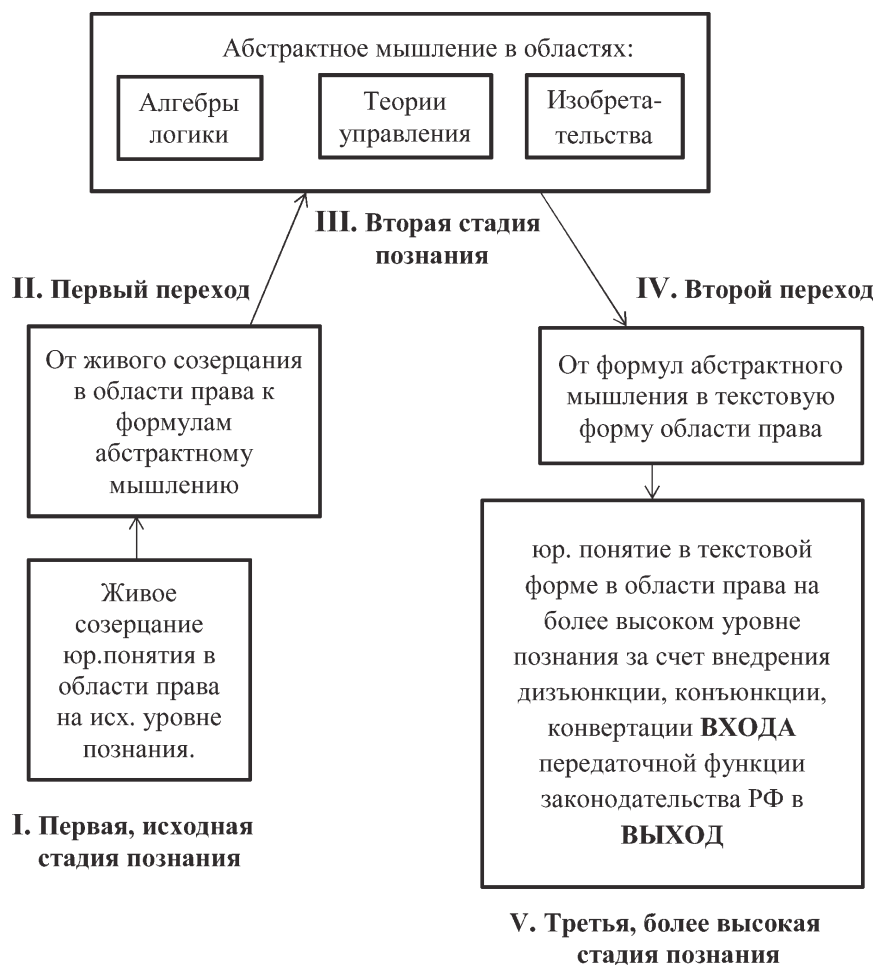 Абстрактное мышление в областях:
Алгебры
логики
Теории
управления
Изобрета-
тельства
III. Вторая стадия
познания
II. Первый переход
IV. Второй переход
От живого созерцания
в области права к
формулам
абстрактному
мышлению
От формул абстрактного
мышления в текстовую
форму области права
Живое
созерцание
юр.понятия в
области права
на исх. уровне
познания.
юр. понятие в текстовой
форме в области права на
более высоком уровне
познания за счет внедрения
дизъюнкции, конъюнкции,
конвертации ВХОДА
передаточной функции
законодательства РФ в
ВЫХОД
I. Первая, исходная
стадия познания
V. Третья, более высокая
стадия познания